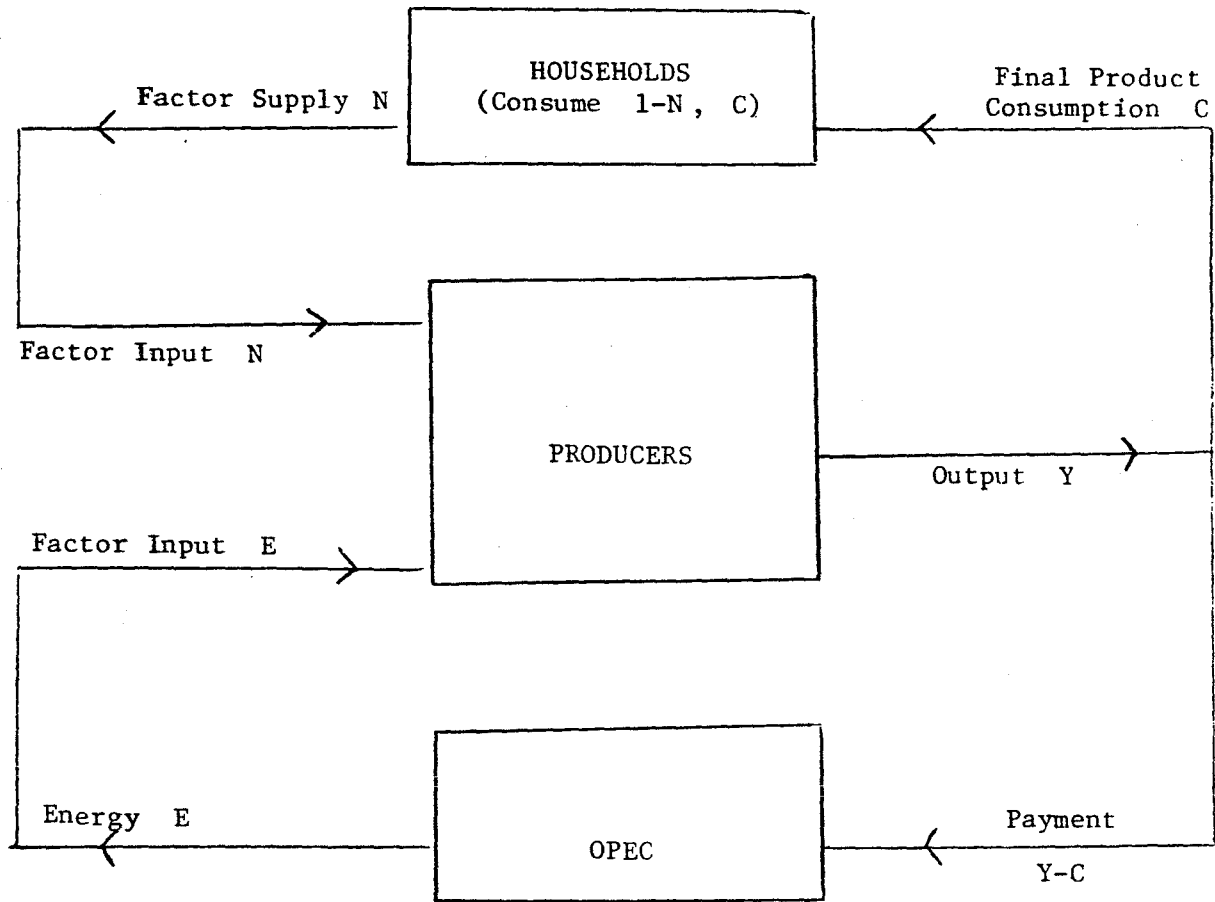 HOUSEHOLDS
(Consume 1-N , C)
Factor Supply N
Final Product
Consumption C
Factor Input N
PRODUCERS
Output Y
Factor Input E
Energy E
OPEC
Payment
Y-C